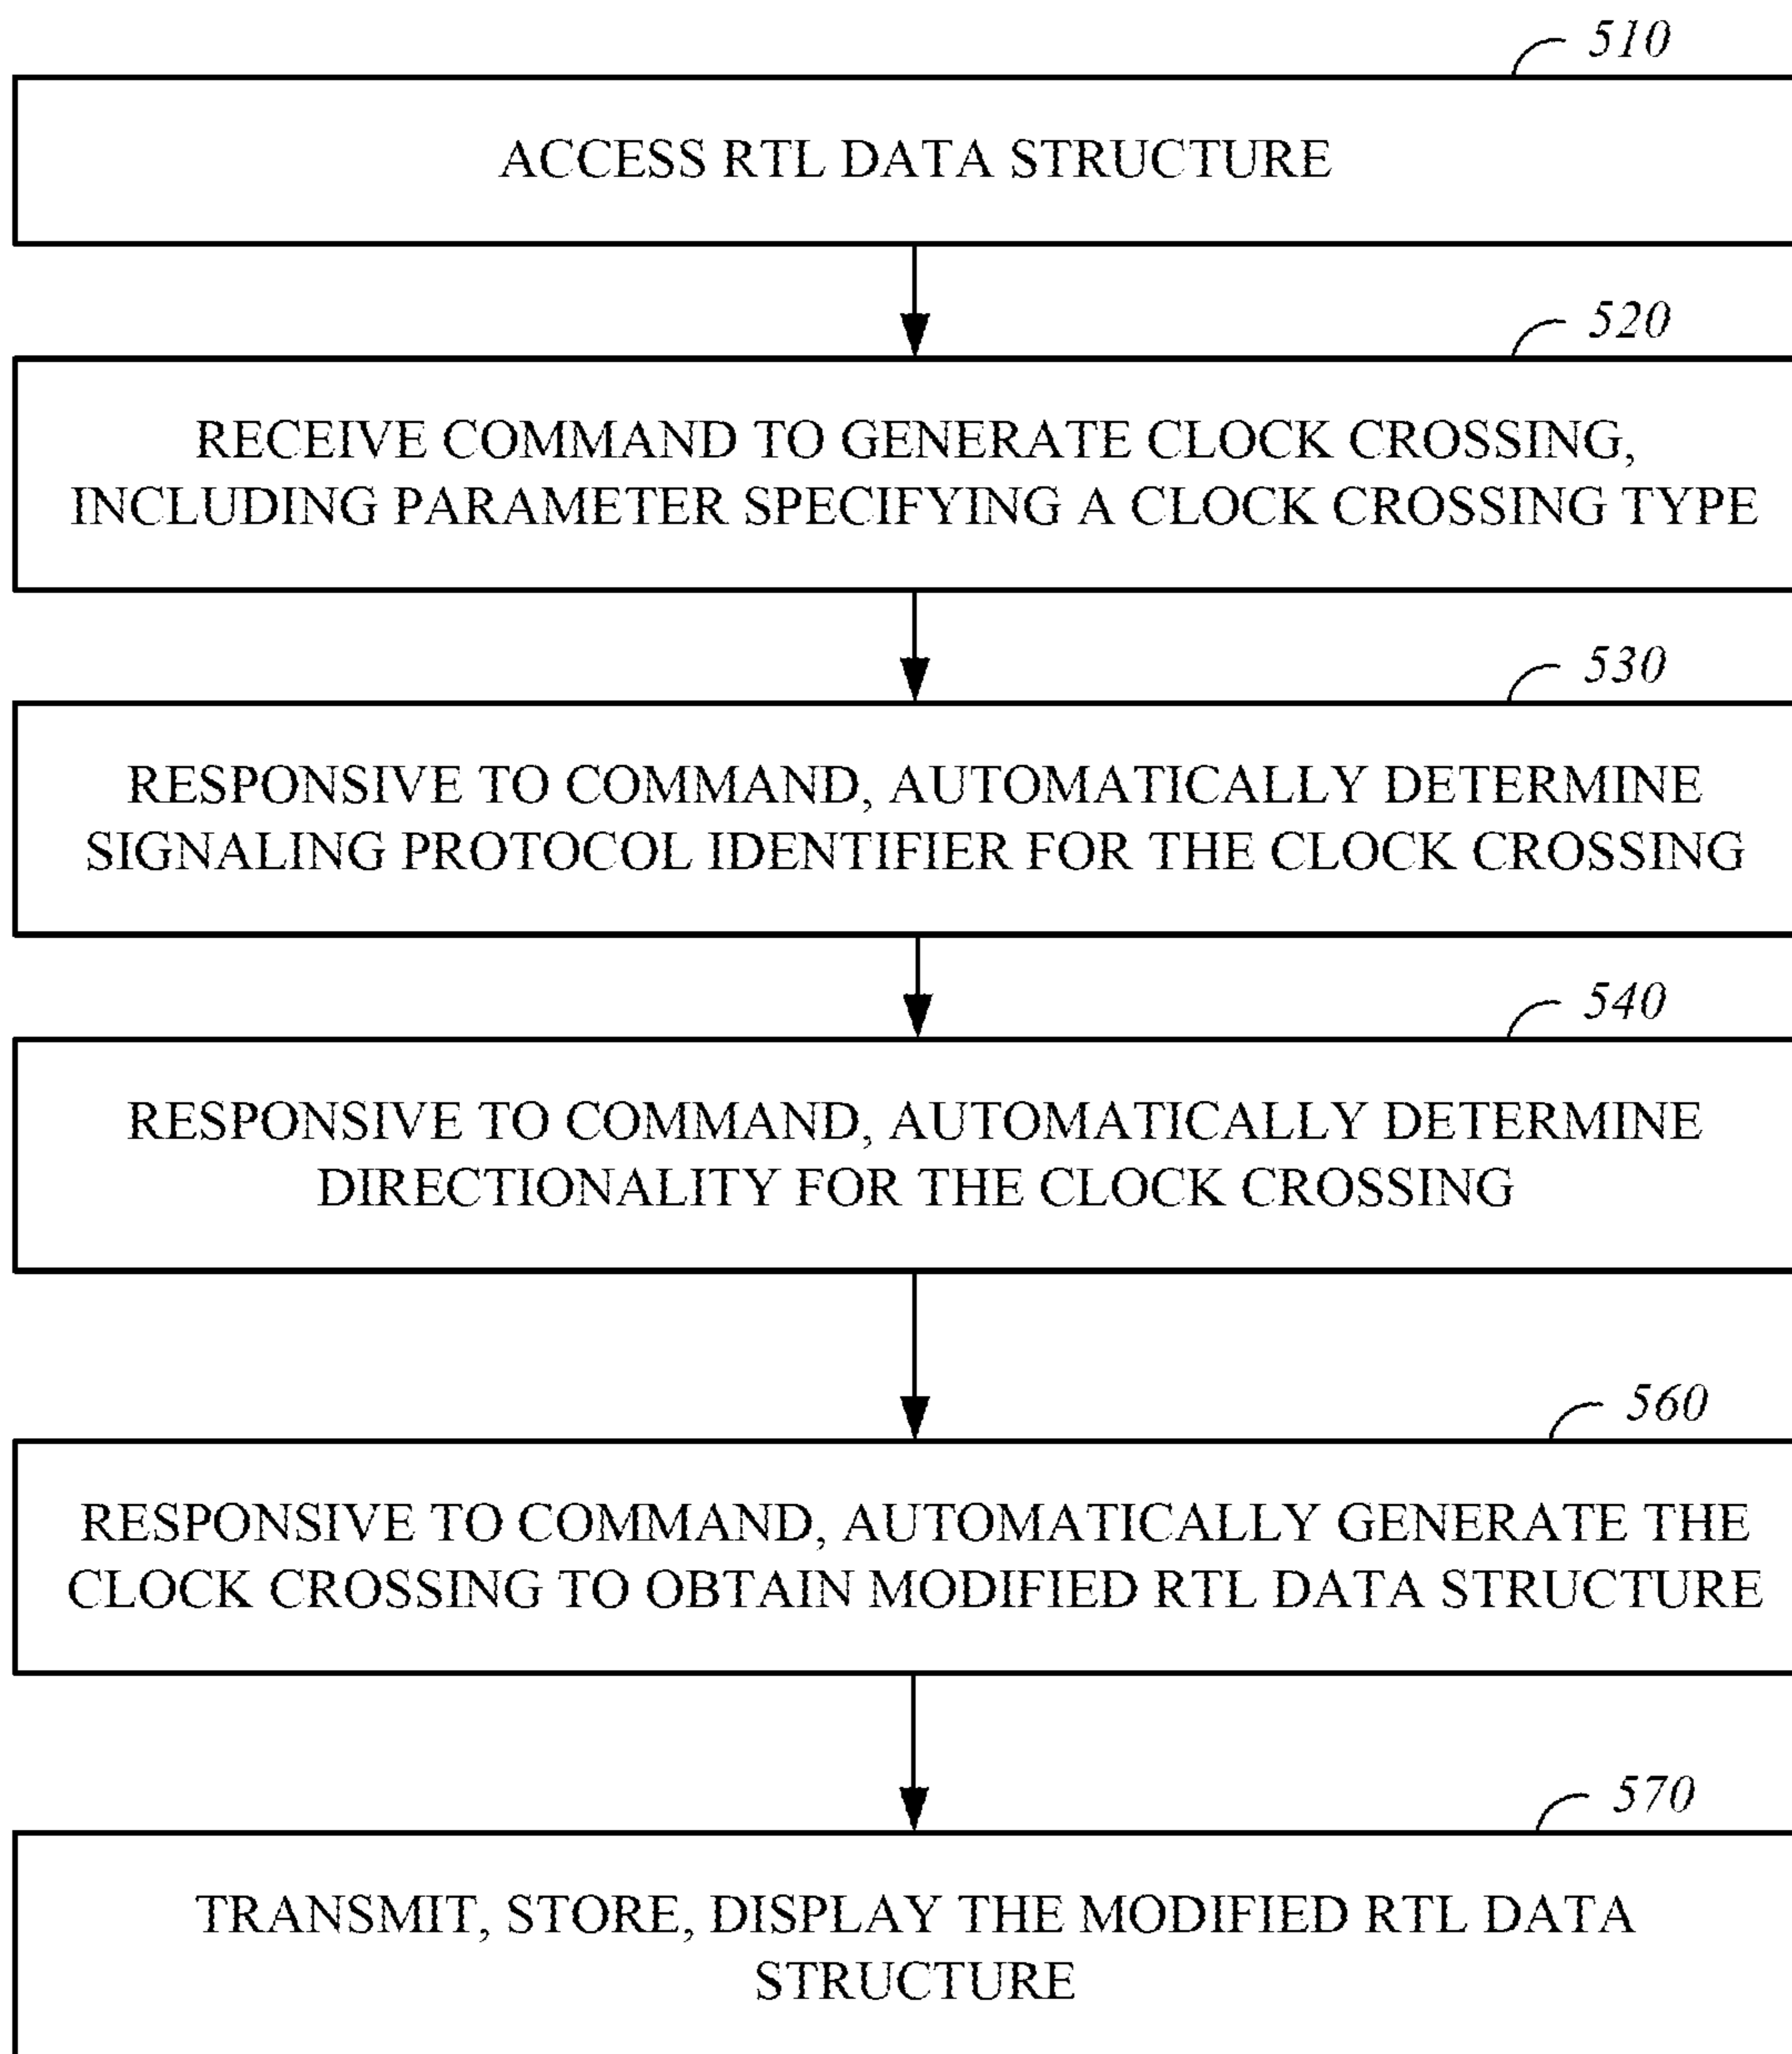 510
ACCESS RTL DATA STRUCTURE
520
RECEIVE COMMAND TO GENERATE CLOCK CROSSING,
INCLUDING PARAMETER SPECIFYING A CLOCK CROSSING TYPE
530
RESPONSIVE TO COMMAND, AUTOMATICALLY DETERMINE
SIGNALING PROTOCOL IDENTIFIER FOR THE CLOCK CROSSING
540
RESPONSIVE TO COMMAND, AUTOMATICALLY DETERMINE
DIRECTIONALITY FOR THE CLOCK CROSSING
560
RESPONSIVE TO COMMAND, AUTOMATICALLY GENERATE THE
CLOCK CROSSING TO OBTAIN MODIFIED RTL DATA STRUCTURE
570
TRANSMIT, STORE, DISPLAY THE MODIFIED RTL DATA
STRUCTURE